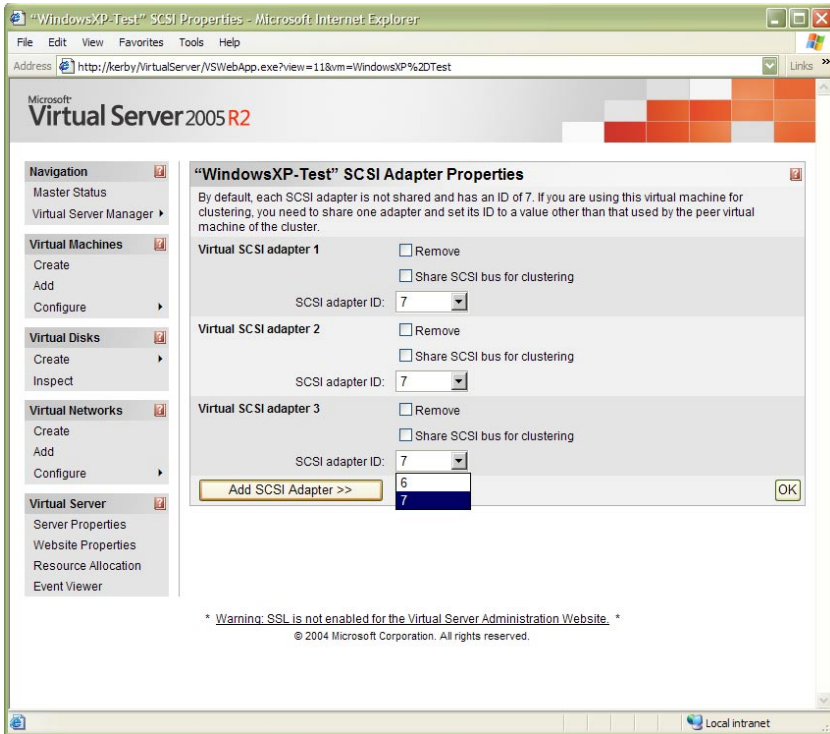 "WindowsXP-Test" SCSI Properties - Microsoft Internet Explorer
File Edit View Favorites Tools Help
Address http://kerby/VirtualServer/VSWebApp.exe?view=11&vm=WindowsXP%2DTest Links »
Microsoft
Virtual Server 2005 R2
Navigation
Master Status
Virtual Server Manager
Virtual Machines
Create
Add
Configure
Virtual Disks
Create
Inspect
Virtual Networks
Create
Add
Configure
Virtual Server
Server Properties
Website Properties
Resource Allocation
Event Viewer
"WindowsXP-Test" SCSI Adapter Properties
By default, each SCSI adapter is not shared and has an ID of 7. If you are using this virtual machine for
clustering, you need to share one adapter and set its ID to a value other than that used by the peer virtual
machine of the cluster.
Virtual SCSI adapter 1 Remove
Share SCSI bus for clustering
SCSI adapter ID: 7
Virtual SCSI adapter 2 Remove
Share SCSI bus for clustering
SCSI adapter ID: 7
Virtual SCSI adapter 3 Remove
Share SCSI bus for clustering
SCSI adapter ID: 7
6
7
Add SCSI Adapter >> OK
* Warning: SSL is not enabled for the Virtual Server Administration Website. *
© 2004 Microsoft Corporation. All rights reserved.
Local intranet